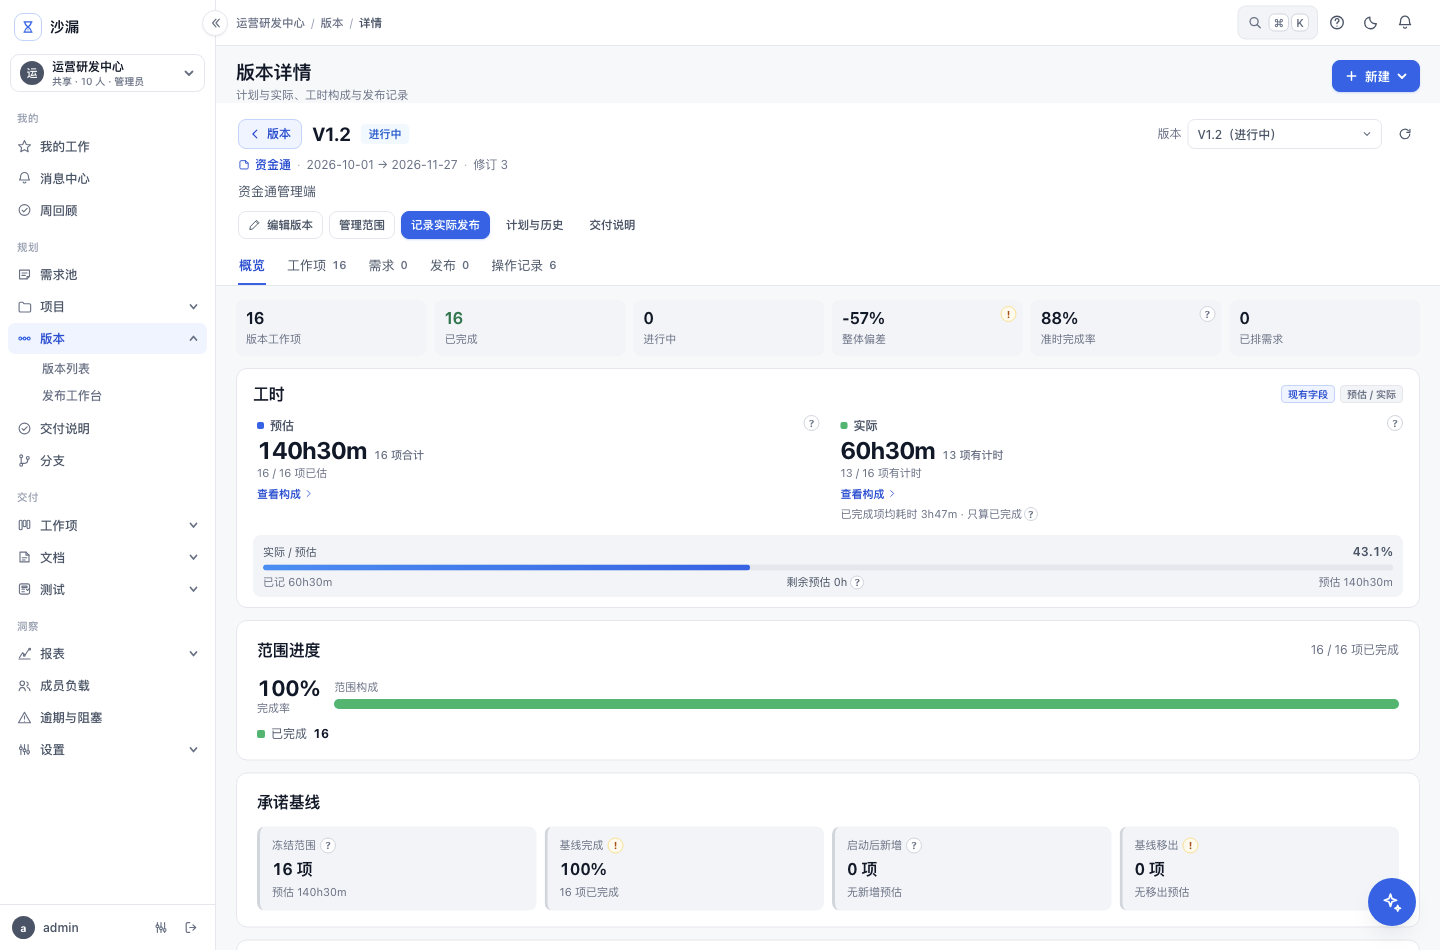 沙漏
运
运营研发中心
共享 · 10 人 · 管理员
我的
我的工作
消息中心
周回顾
规划
需求池
项目
版本
版本列表
发布工作台
交付说明
分支
交付
工作项
文档
测试
洞察
报表
成员负载
逾期与阻塞
设置
a admin
运营研发中心 / 版本 / 详情
⌘ K
版本详情
计划与实际、工时构成与发布记录
+ 新建
版本 V1.2 进行中
版本 V1.2（进行中）
资金通 · 2026-10-01 → 2026-11-27 · 修订 3
资金通管理端
编辑版本 管理范围 记录实际发布 计划与历史 交付说明
概览 工作项 16 需求 0 发布 0 操作记录 6
16
版本工作项
16
已完成
0
进行中
-57% !
整体偏差
88% ?
准时完成率
0
已排需求
工时
现有字段 预估 / 实际
预估 ?
140h30m 16 项合计
16 / 16 项已估
查看构成
实际 ?
60h30m 13 项有计时
13 / 16 项有计时
查看构成
已完成项均耗时 3h47m · 只算已完成 ?
实际 / 预估 43.1%
已记 60h30m 剩余预估 0h ? 预估 140h30m
范围进度 16 / 16 项已完成
100%
完成率
范围构成
已完成 16
承诺基线
冻结范围 ?
16 项
预估 140h30m
基线完成 !
100%
16 项已完成
启动后新增 ?
0 项
无新增预估
基线移出 !
0 项
无移出预估